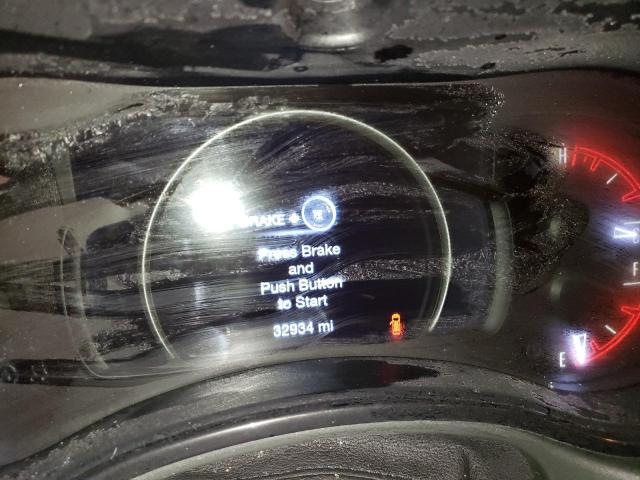 BRAKE +
Press Brake
and
Push Button
to Start
32934 mi
H
E